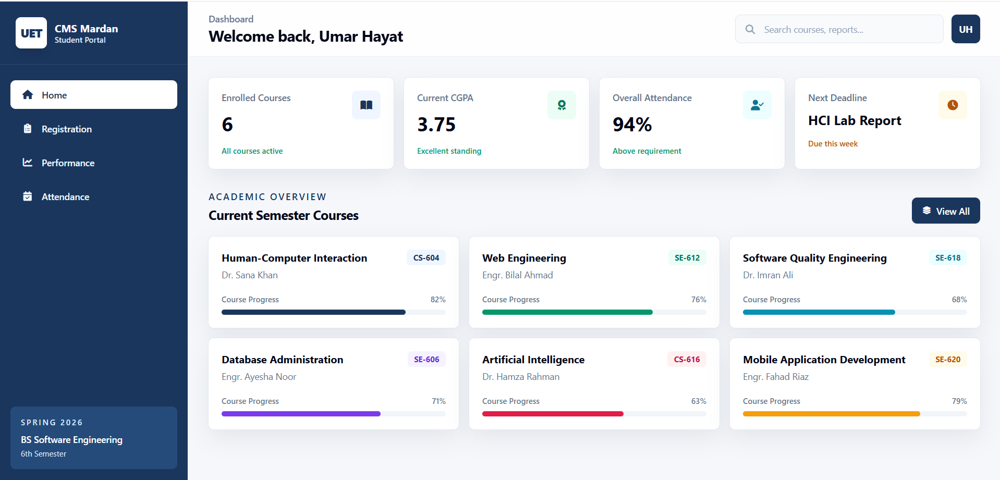 UET
CMS Mardan
Student Portal
Home
Registration
Performance
Attendance
SPRING 2026
BS Software Engineering
6th Semester
Dashboard
Welcome back, Umar Hayat
Search courses, reports...
UH
Enrolled Courses
6
All courses active
Current CGPA
3.75
Excellent standing
Overall Attendance
94%
Above requirement
Next Deadline
HCI Lab Report
Due this week
ACADEMIC OVERVIEW
Current Semester Courses
View All
Human-Computer Interaction CS-604
Dr. Sana Khan
Course Progress 82%
Web Engineering SE-612
Engr. Bilal Ahmad
Course Progress 76%
Software Quality Engineering SE-618
Dr. Imran Ali
Course Progress 68%
Database Administration SE-606
Engr. Ayesha Noor
Course Progress 71%
Artificial Intelligence CS-616
Dr. Hamza Rahman
Course Progress 63%
Mobile Application Development SE-620
Engr. Fahad Riaz
Course Progress 79%